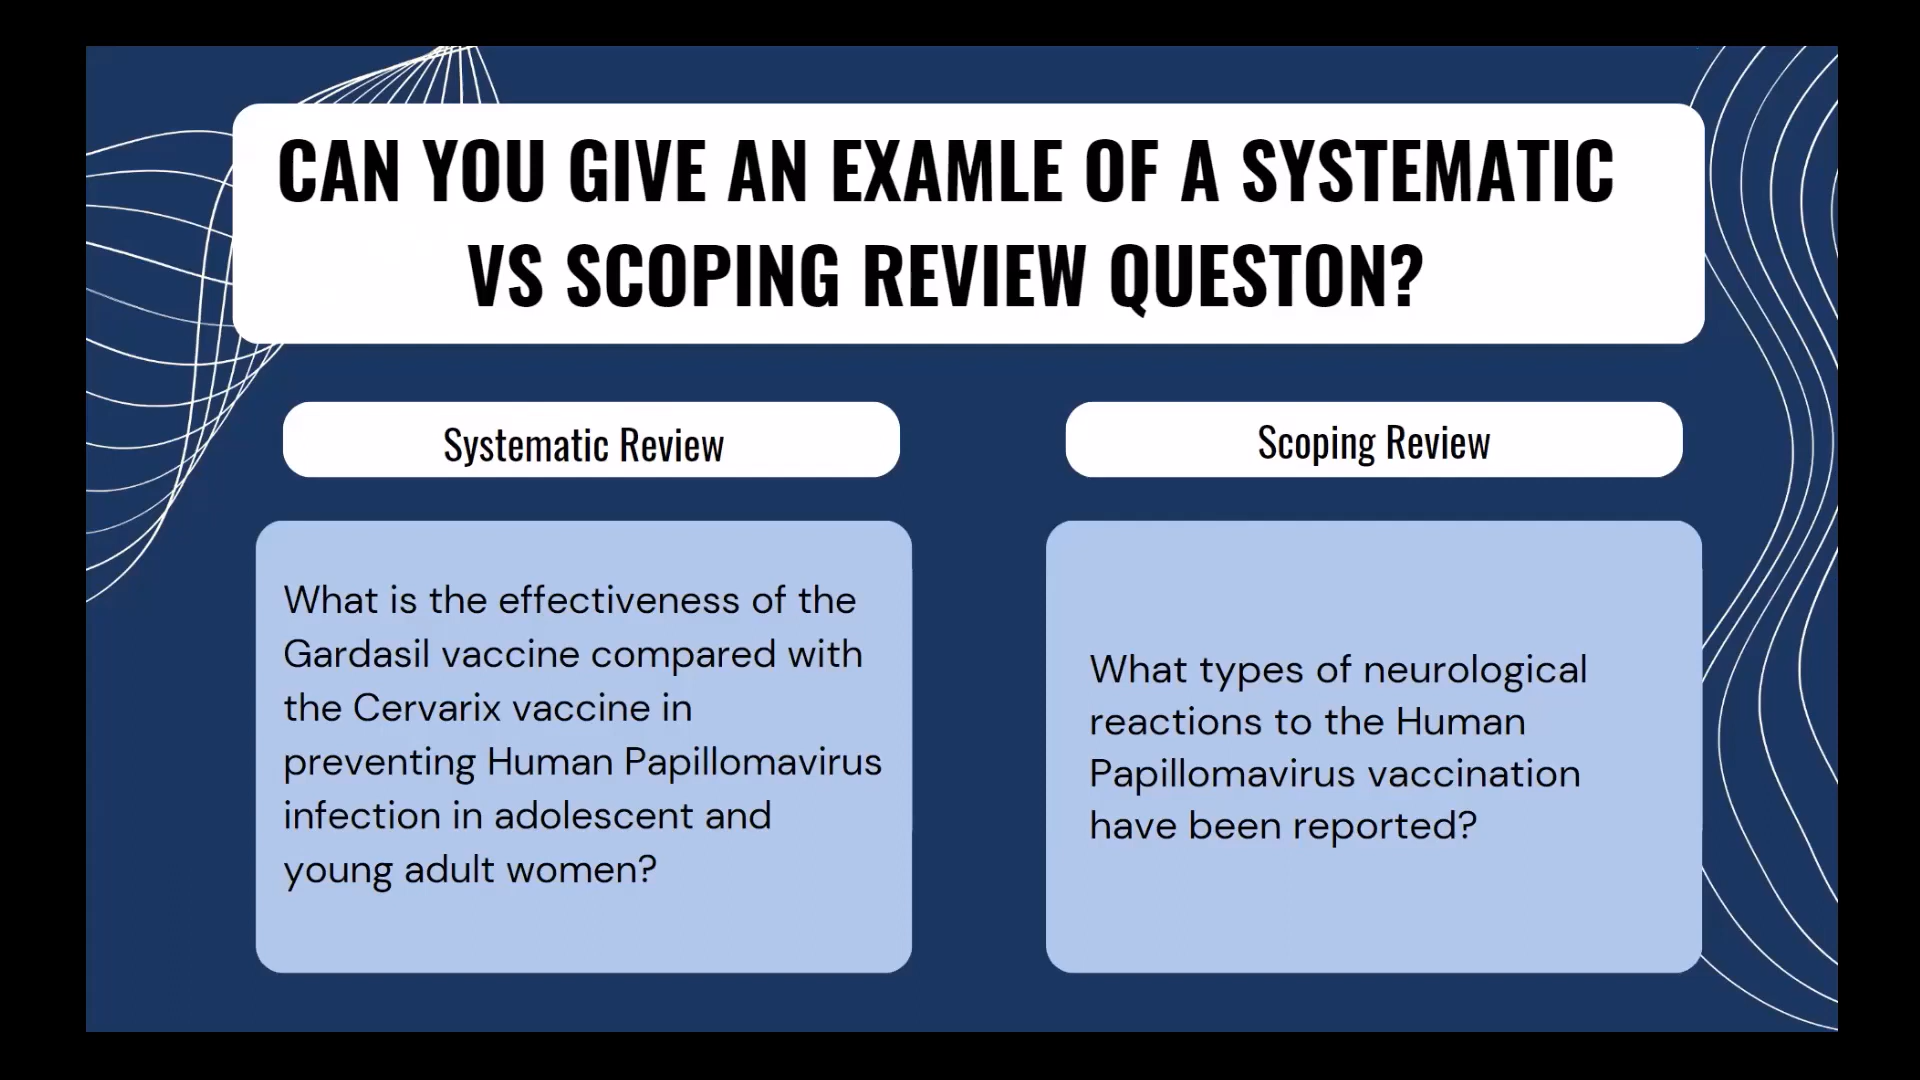 CAN YOU GIVE AN EXAMLE OF A SYSTEMATIC
VS SCOPING REVIEW QUESTON?
Systematic Review
What is the effectiveness of the
Gardasil vaccine compared with
the Cervarix vaccine in
preventing Human Papillomavirus
infection in adolescent and
young adult women?
Scoping Review
What types of neurological
reactions to the Human
Papillomavirus vaccination
have been reported?